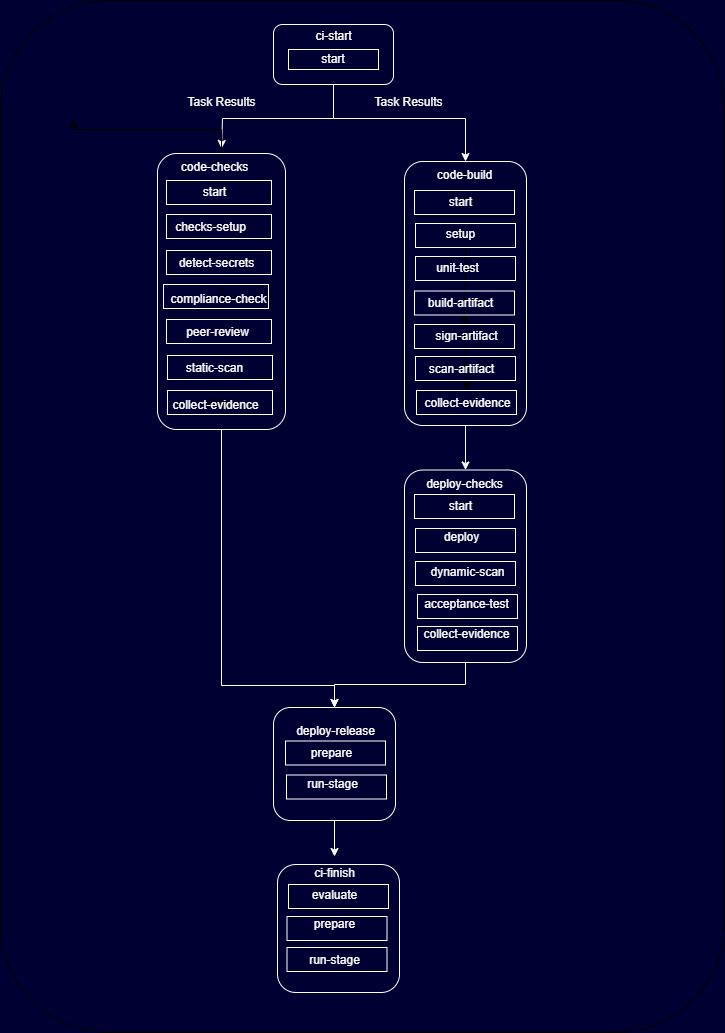 ci-start
start
Task Results
Task Results
code-checks
start
checks-setup
detect-secrets
compliance-check
peer-review
static-scan
collect-evidence
code-build
start
setup
unit-test
build-artifact
sign-artifact
scan-artifact
collect-evidence
deploy-checks
start
deploy
dynamic-scan
acceptance-test
collect-evidence
deploy-release
prepare
run-stage
ci-finish
evaluate
prepare
run-stage